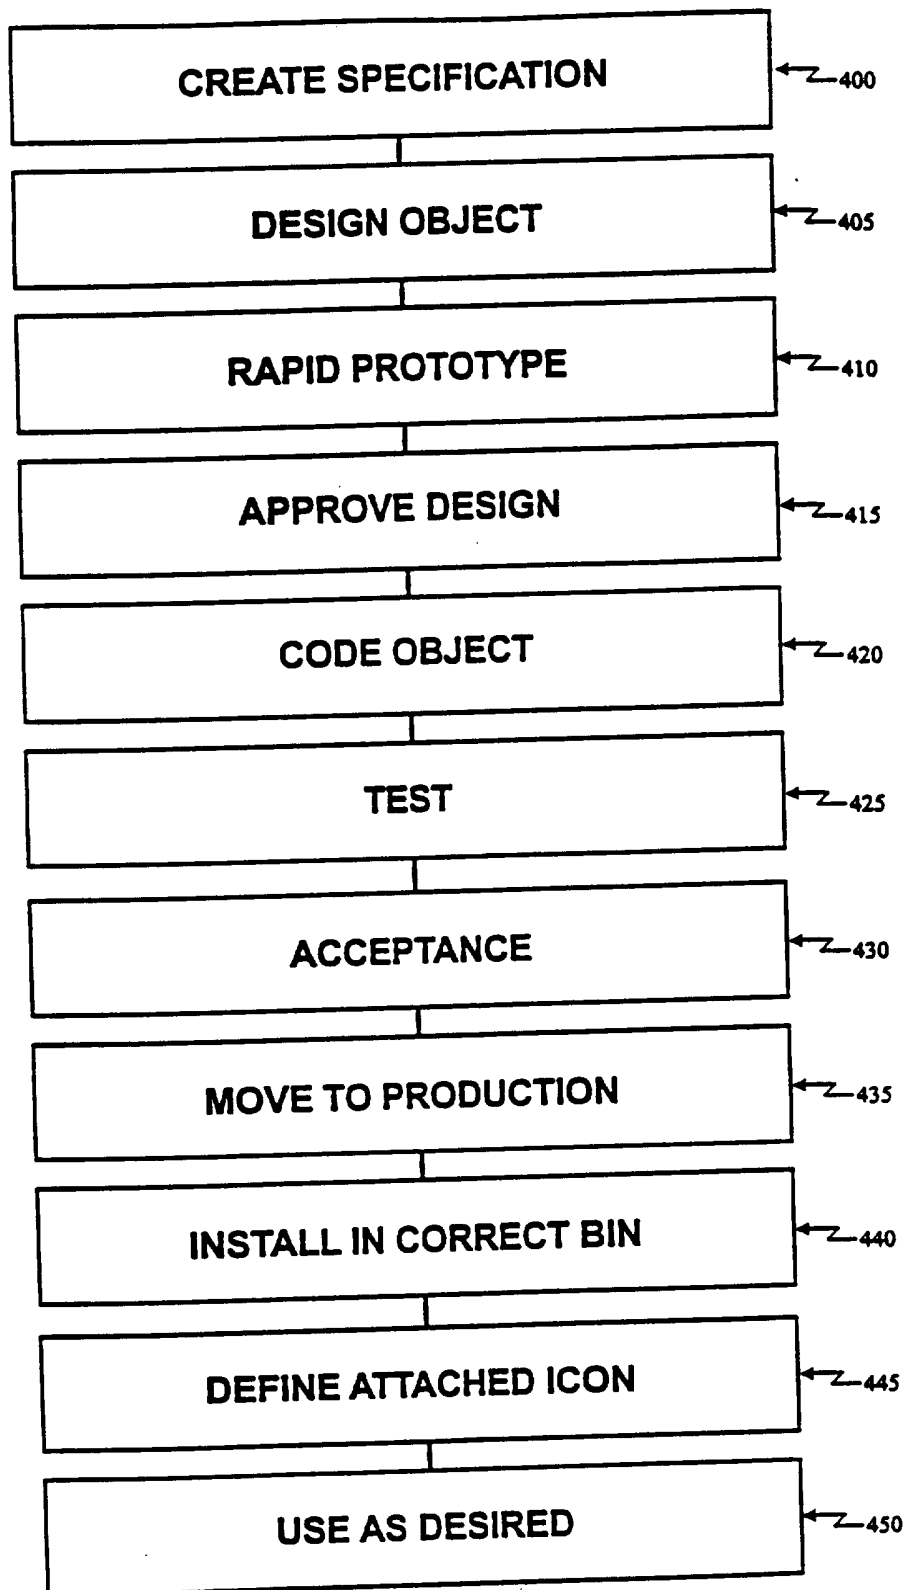 CREATE SPECIFICATION 400
DESIGN OBJECT 405
RAPID PROTOTYPE 410
APPROVE DESIGN 415
CODE OBJECT 420
TEST 425
ACCEPTANCE 430
MOVE TO PRODUCTION 435
INSTALL IN CORRECT BIN 440
DEFINE ATTACHED ICON 445
USE AS DESIRED 450